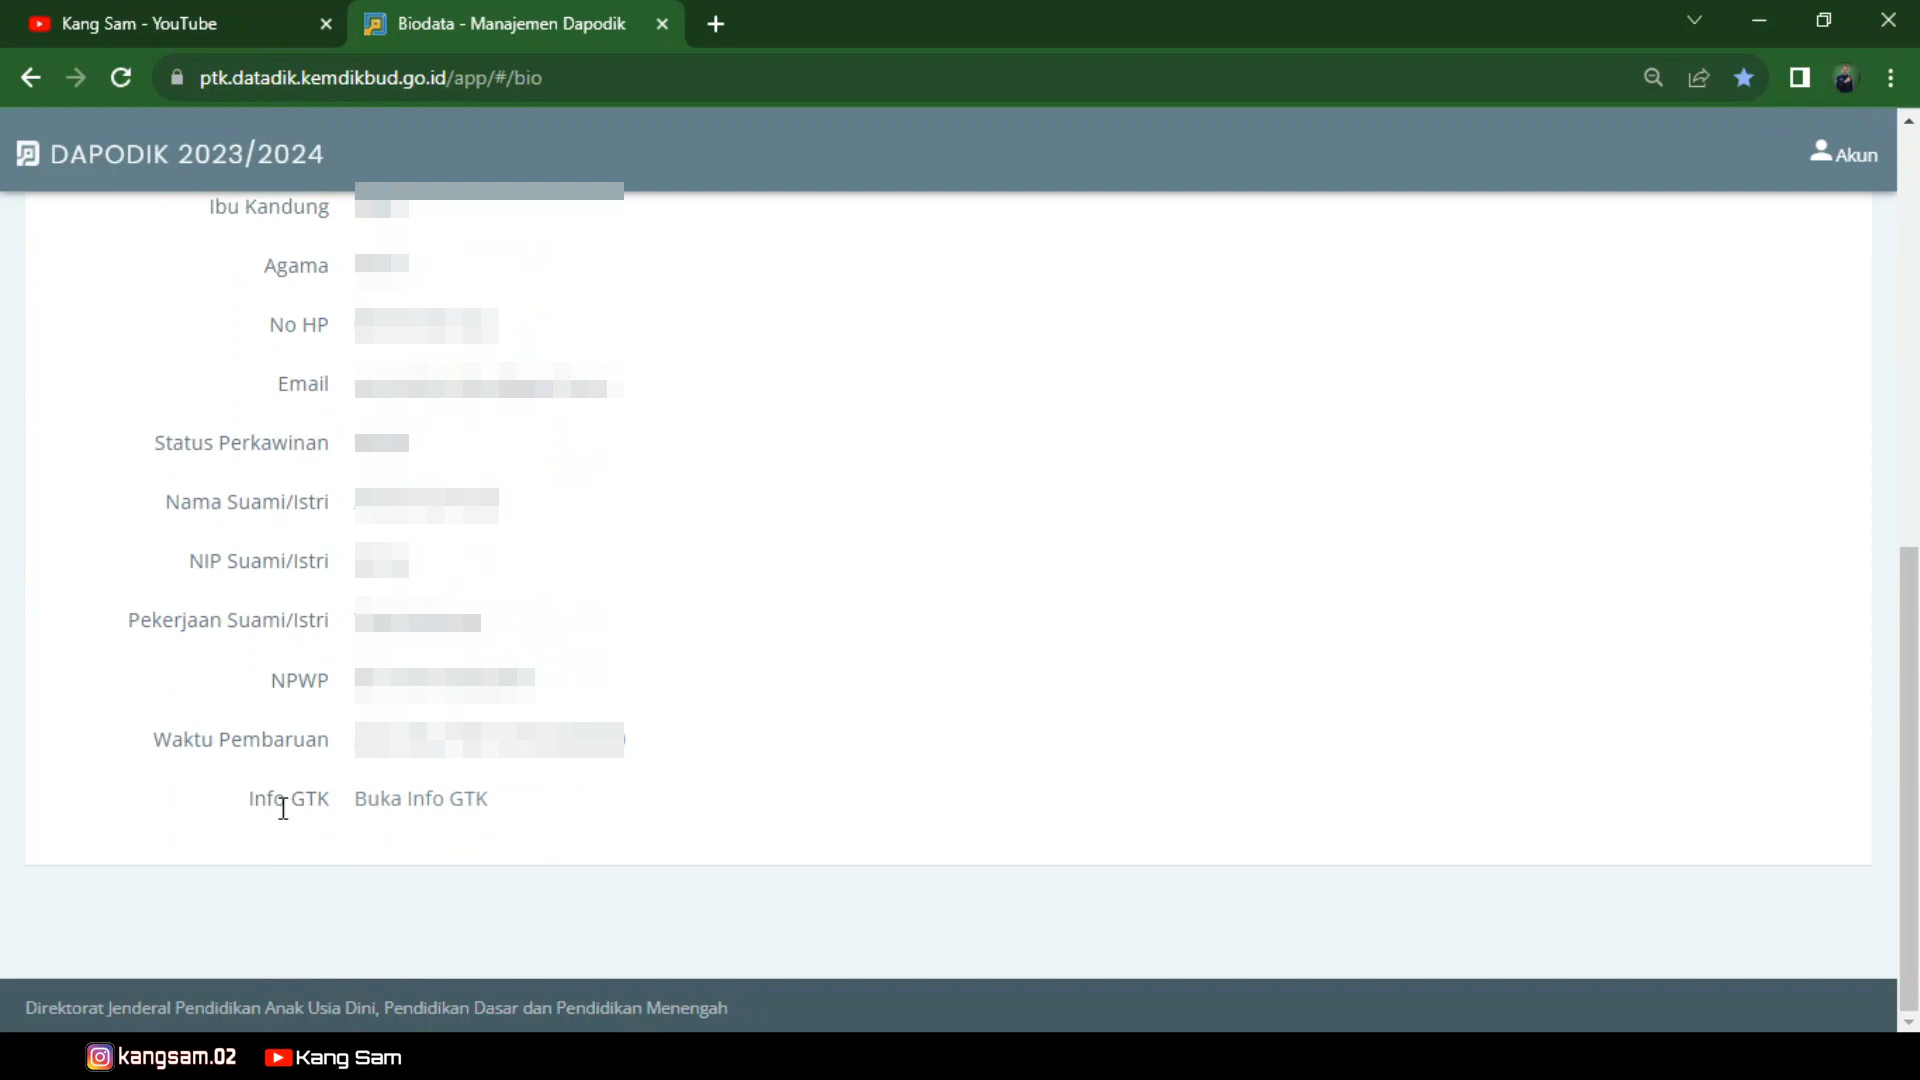 Kang Sam - YouTube
Biodata - Manajemen Dapodik
ptk.datadik.kemdikbud.go.id/app/#/bio
DAPODIK 2023/2024
Akun
Ibu Kandung
Agama
No HP
Email
Status Perkawinan
Nama Suami/Istri
NIP Suami/Istri
Pekerjaan Suami/Istri
NPWP
Waktu Pembaruan
Info GTK Buka Info GTK
Direktorat Jenderal Pendidikan Anak Usia Dini, Pendidikan Dasar dan Pendidikan Menengah
kangsam.02 Kang Sam